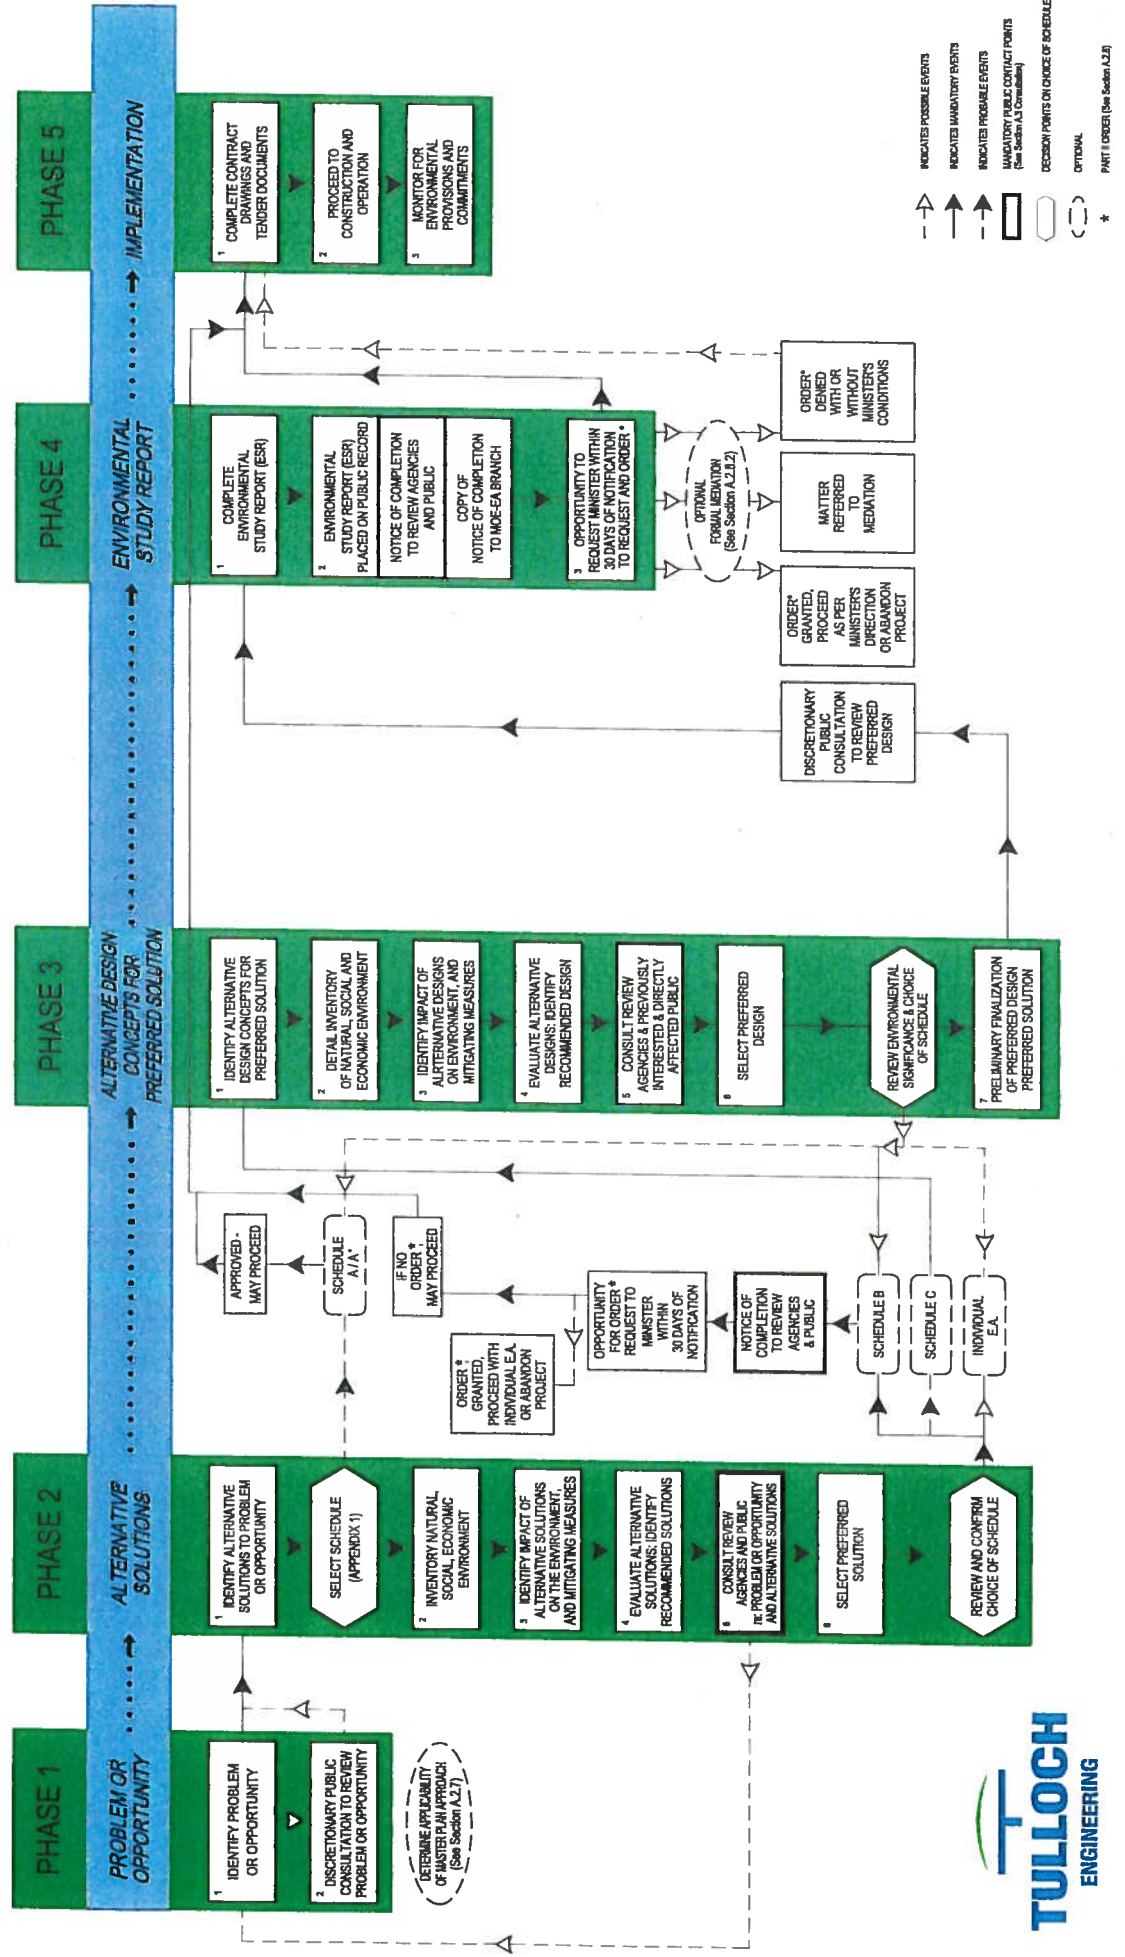 PHASE 1
PROBLEM OR
OPPORTUNITY
1
IDENTIFY PROBLEM
OR OPPORTUNITY
2
DISCRETIONARY PUBLIC
CONSULTATION TO REVIEW
PROBLEM OR OPPORTUNITY
DETERMINE APPLICABILITY
OF MASTER PLAN APPROACH
(See Section A.2.7)
PHASE 2
ALTERNATIVE
SOLUTIONS
1
IDENTIFY ALTERNATIVE
SOLUTIONS TO PROBLEM
OR OPPORTUNITY
SELECT SCHEDULE
(APPENDIX 1)
2
INVENTORY NATURAL,
SOCIAL, ECONOMIC
ENVIRONMENT
3
IDENTIFY IMPACT OF
ALTERNATIVE SOLUTIONS
ON THE ENVIRONMENT,
AND MITIGATING MEASURES
4
EVALUATE ALTERNATIVE
SOLUTIONS: IDENTIFY
RECOMMENDED SOLUTIONS
5
CONSULT REVIEW
AGENCIES AND PUBLIC
re: PROBLEM OR OPPORTUNITY
AND ALTERNATIVE SOLUTIONS
6
SELECT PREFERRED
SOLUTION
REVIEW AND CONFIRM
CHOICE OF SCHEDULE
APPROVED -
MAY PROCEED
SCHEDULE
A / A+
IF NO
ORDER *,
MAY PROCEED
ORDER *
GRANTED,
PROCEED WITH
INDIVIDUAL E.A.
OR ABANDON
PROJECT
OPPORTUNITY
FOR ORDER *
REQUEST TO
MINISTER
WITHIN
30 DAYS OF
NOTIFICATION
NOTICE OF
COMPLETION
TO REVIEW
AGENCIES
& PUBLIC
SCHEDULE B
SCHEDULE C
INDIVIDUAL
E.A.
PHASE 3
ALTERNATIVE DESIGN
CONCEPTS FOR
PREFERRED SOLUTION
1
IDENTIFY ALTERNATIVE
DESIGN CONCEPTS FOR
PREFERRED SOLUTION
2
DETAIL INVENTORY
OF NATURAL, SOCIAL AND
ECONOMIC ENVIRONMENT
3
IDENTIFY IMPACT OF
ALRTERNATIVE DESIGNS
ON ENVIRONMENT, AND
MITIGATING MEASURES
4
EVALUATE ALTERNATIVE
DESIGNS: IDENTIFY
RECOMMENDED DESIGN
5
CONSULT REVIEW
AGENCIES & PREVIOUSLY
INTERESTED & DIRECTLY
AFFECTED PUBLIC
6
SELECT PREFERRED
DESIGN
REVIEW ENVIRONMENTAL
SIGNIFICANCE & CHOICE
OF SCHEDULE
7
PRELIMINARY FINALIZATION
OF PREFERRED DESIGN
PREFERRED SOLUTION
DISCRETIONARY
PUBLIC
CONSULTATION
TO REVIEW
PREFERRED
DESIGN
PHASE 4
ENVIRONMENTAL
STUDY REPORT
1
COMPLETE
ENVIRONMENTAL
STUDY REPORT (ESR)
2
ENVIRONMENTAL
STUDY REPORT (ESR)
PLACED ON PUBLIC RECORD
NOTICE OF COMPLETION
TO REVIEW AGENCIES
AND PUBLIC
COPY OF
NOTICE OF COMPLETION
TO MOE-EA BRANCH
3
OPPORTUNITY TO
REQUEST MINISTER WITHIN
30 DAYS OF NOTIFICATION
TO REQUEST AND ORDER *
OPTIONAL
FORMAL MEDIATION
(See Section A.2.8.2)
ORDER*
GRANTED,
PROCEED
AS PER
MINISTER'S
DIRECTION
OR ABANDON
PROJECT
MATTER
REFERRED
TO
MEDIATION
ORDER*
DENIED
WITH OR
WITHOUT
MINISTER'S
CONDITIONS
PHASE 5
IMPLEMENTATION
1
COMPLETE CONTRACT
DRAWINGS AND
TENDER DOCUMENTS
2
PROCEED TO
CONSTRUCTION AND
OPERATION
3
MONITOR FOR
ENVIRONMENTAL
PROVISIONS AND
COMMITMENTS
INDICATES POSSIBLE EVENTS
INDICATES MANDATORY EVENTS
INDICATES PROBABLE EVENTS
MANDATORY PUBLIC CONTACT POINTS
(See Section A.3 Consultation)
DECISION POINTS ON CHOICE OF SCHEDULE
OPTIONAL
* PART II ORDER (See Section A.2.8)
TULLOCH
ENGINEERING